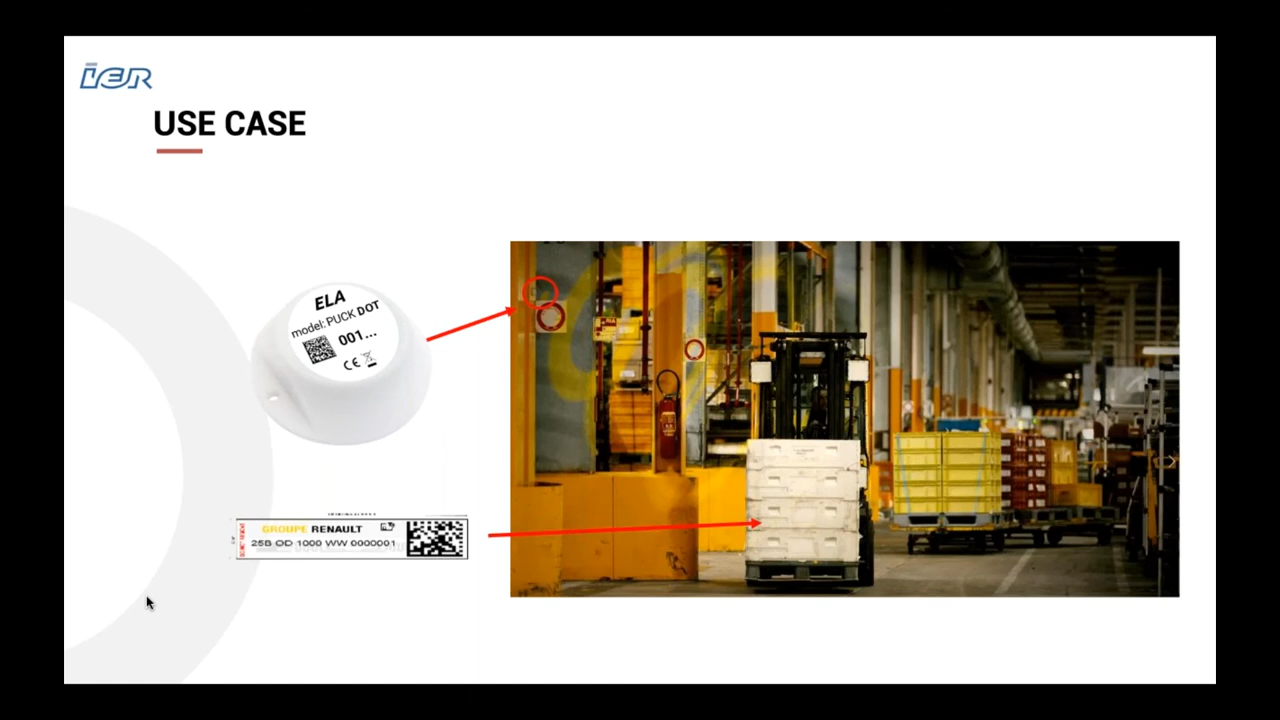 IER
USE CASE
ELA
model: PUCK DOT
001...
CE
GROUPE RENAULT
25B OD 1000 WW 0000001